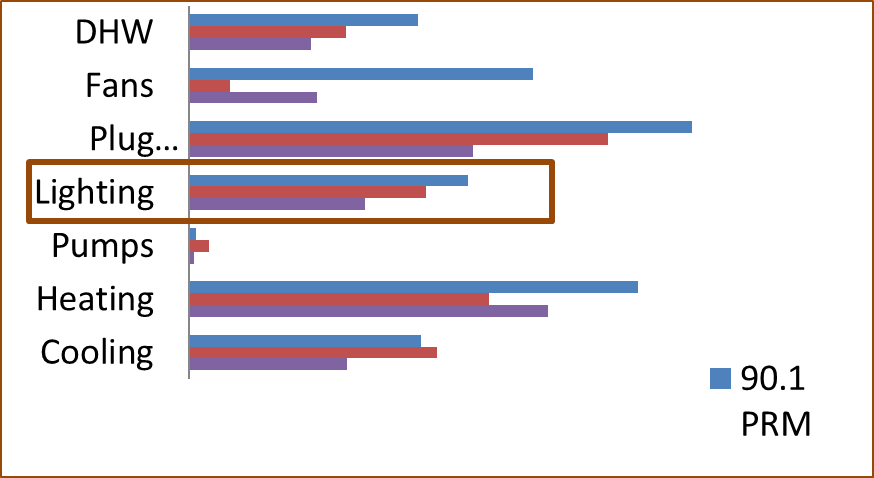 DHW
Fans
Plug...
Lighting
Pumps
Heating
Cooling
90.1
PRM